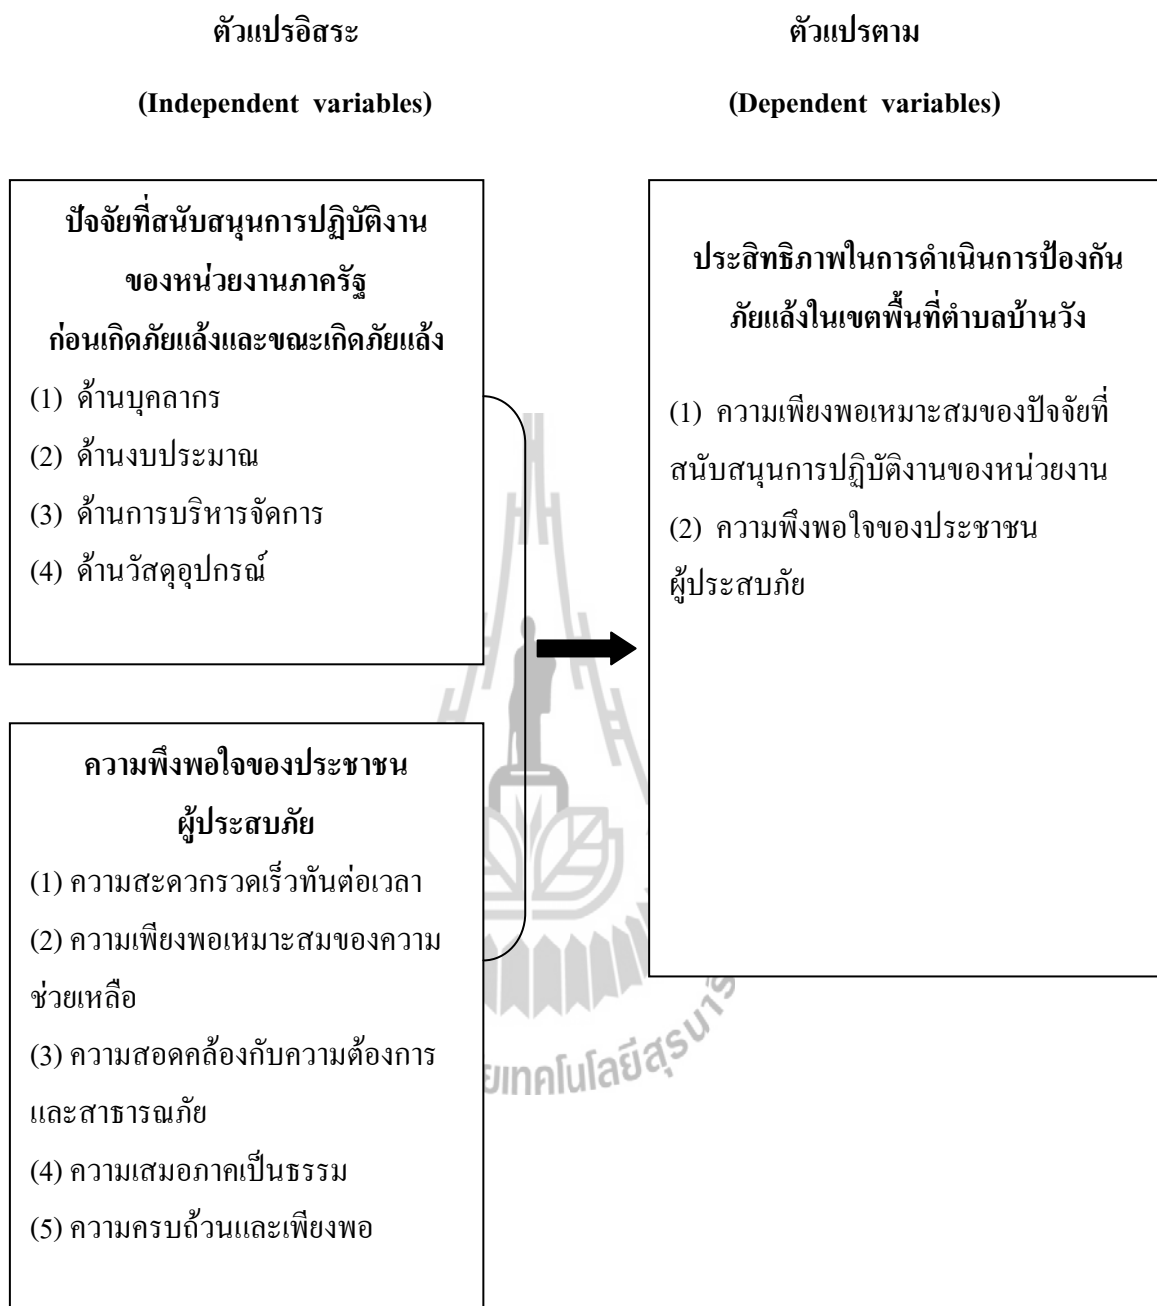 ตัวแปรอิสระ
(Independent variables)
ตัวแปรตาม
(Dependent variables)
ปัจจัยที่สนับสนุนการปฏิบัติงาน
ของหน่วยงานภาครัฐ
ก่อนเกิดภัยแล้งและขณะเกิดภัยแล้ง
(1) ด้านบุคลากร
(2) ด้านงบประมาณ
(3) ด้านการบริหารจัดการ
(4) ด้านวัสดุอุปกรณ์
ความพึงพอใจของประชาชน
ผู้ประสบภัย
(1) ความสะดวกรวดเร็วทันต่อเวลา
(2) ความเพียงพอเหมาะสมของความ
ช่วยเหลือ
(3) ความสอดคล้องกับความต้องการ
และสาธารณภัย
(4) ความเสมอภาคเป็นธรรม
(5) ความครบถ้วนและเพียงพอ
ประสิทธิภาพในการดำเนินการป้องกัน
ภัยแล้งในเขตพื้นที่ตำบลบ้านวัง
(1) ความเพียงพอเหมาะสมของปัจจัยที่
สนับสนุนการปฏิบัติงานของหน่วยงาน
(2) ความพึงพอใจของประชาชน
ผู้ประสบภัย